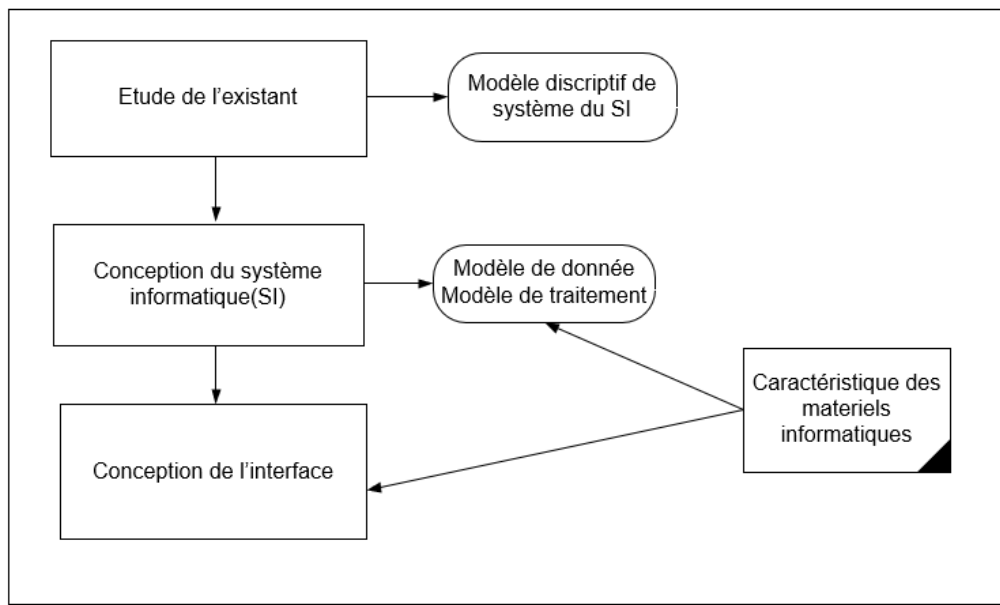 Etude de l’existant
Modèle discriptif de
système du SI
Conception du système
informatique(SI)
Modèle de donnée
Modèle de traitement
Caractéristique des
materiels
informatiques
Conception de l’interface